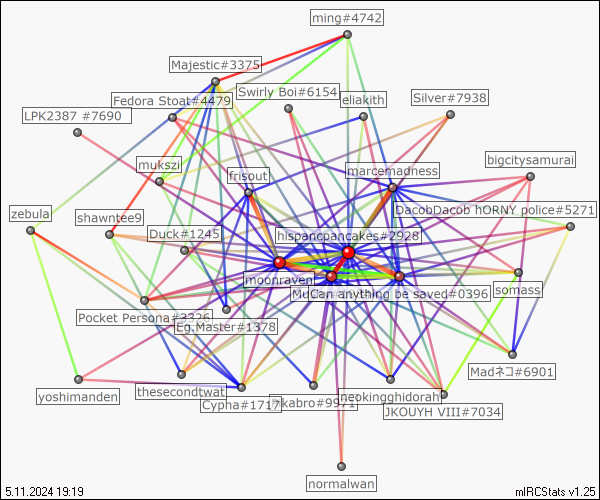 ming#4742
Majestic#3375
Swirly Boi#6154
Fedora Stoat#4479
eliakith
Silver#7938
LPK2387 #7690
mukszi
frisout
marcemadness
bigcitysamurai
zebula
shawntee9
DacobDacob hORNY police#5271
Duck#1245
hispancpancakes#2928
moonraven
MuCan anything be saved#0396
somass
Pocket Persona#3326
Eg.Master#1378
Madネコ#6901
yoshimanden
thesecondtwat
Cypha#1717
kabro#9971
neokingghidorah
JKOUYH VIII#7034
normalwan
5.11.2024 19:19
mIRCStats v1.25